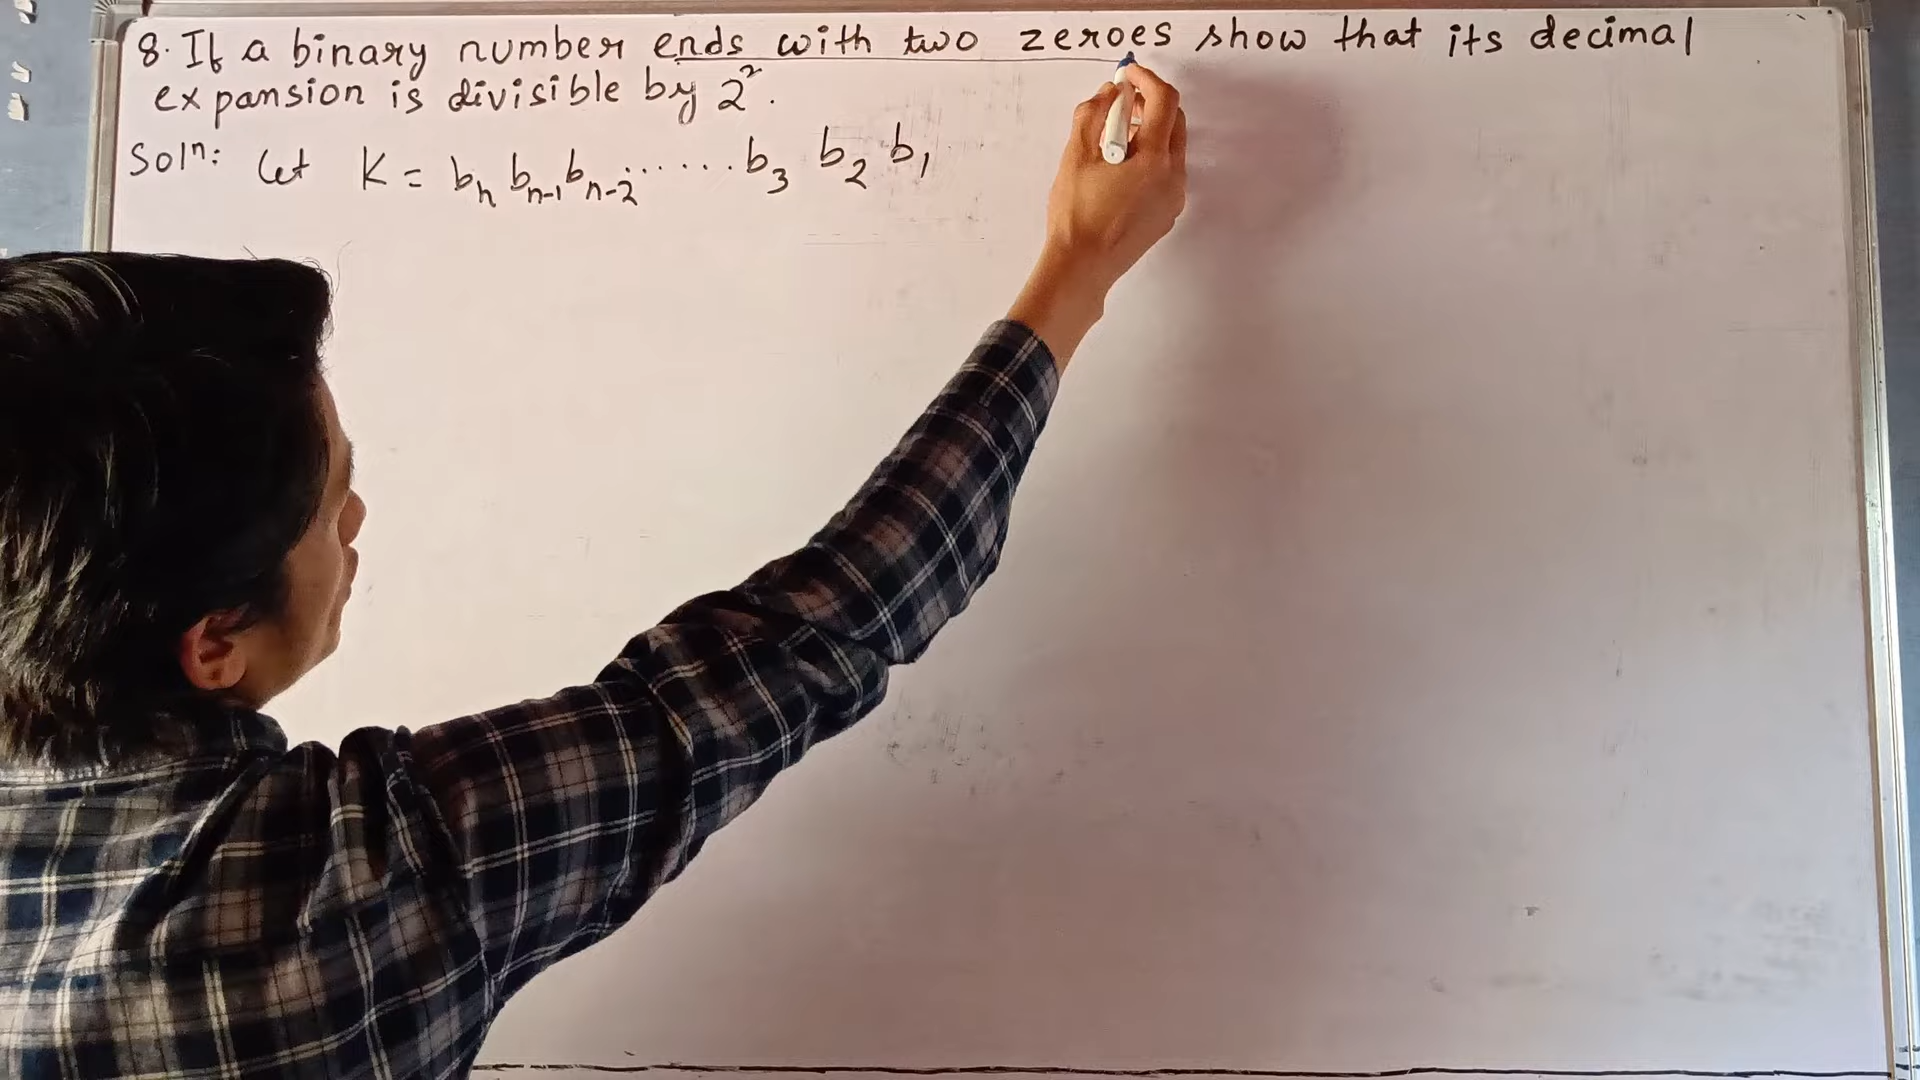 8. If a binary number ends with two zeroes show that its decimal
expansion is divisible by 2².
Solⁿ: Let K = bₙ bₙ₋₁ bₙ₋₂ ...... b₃ b₂ b₁